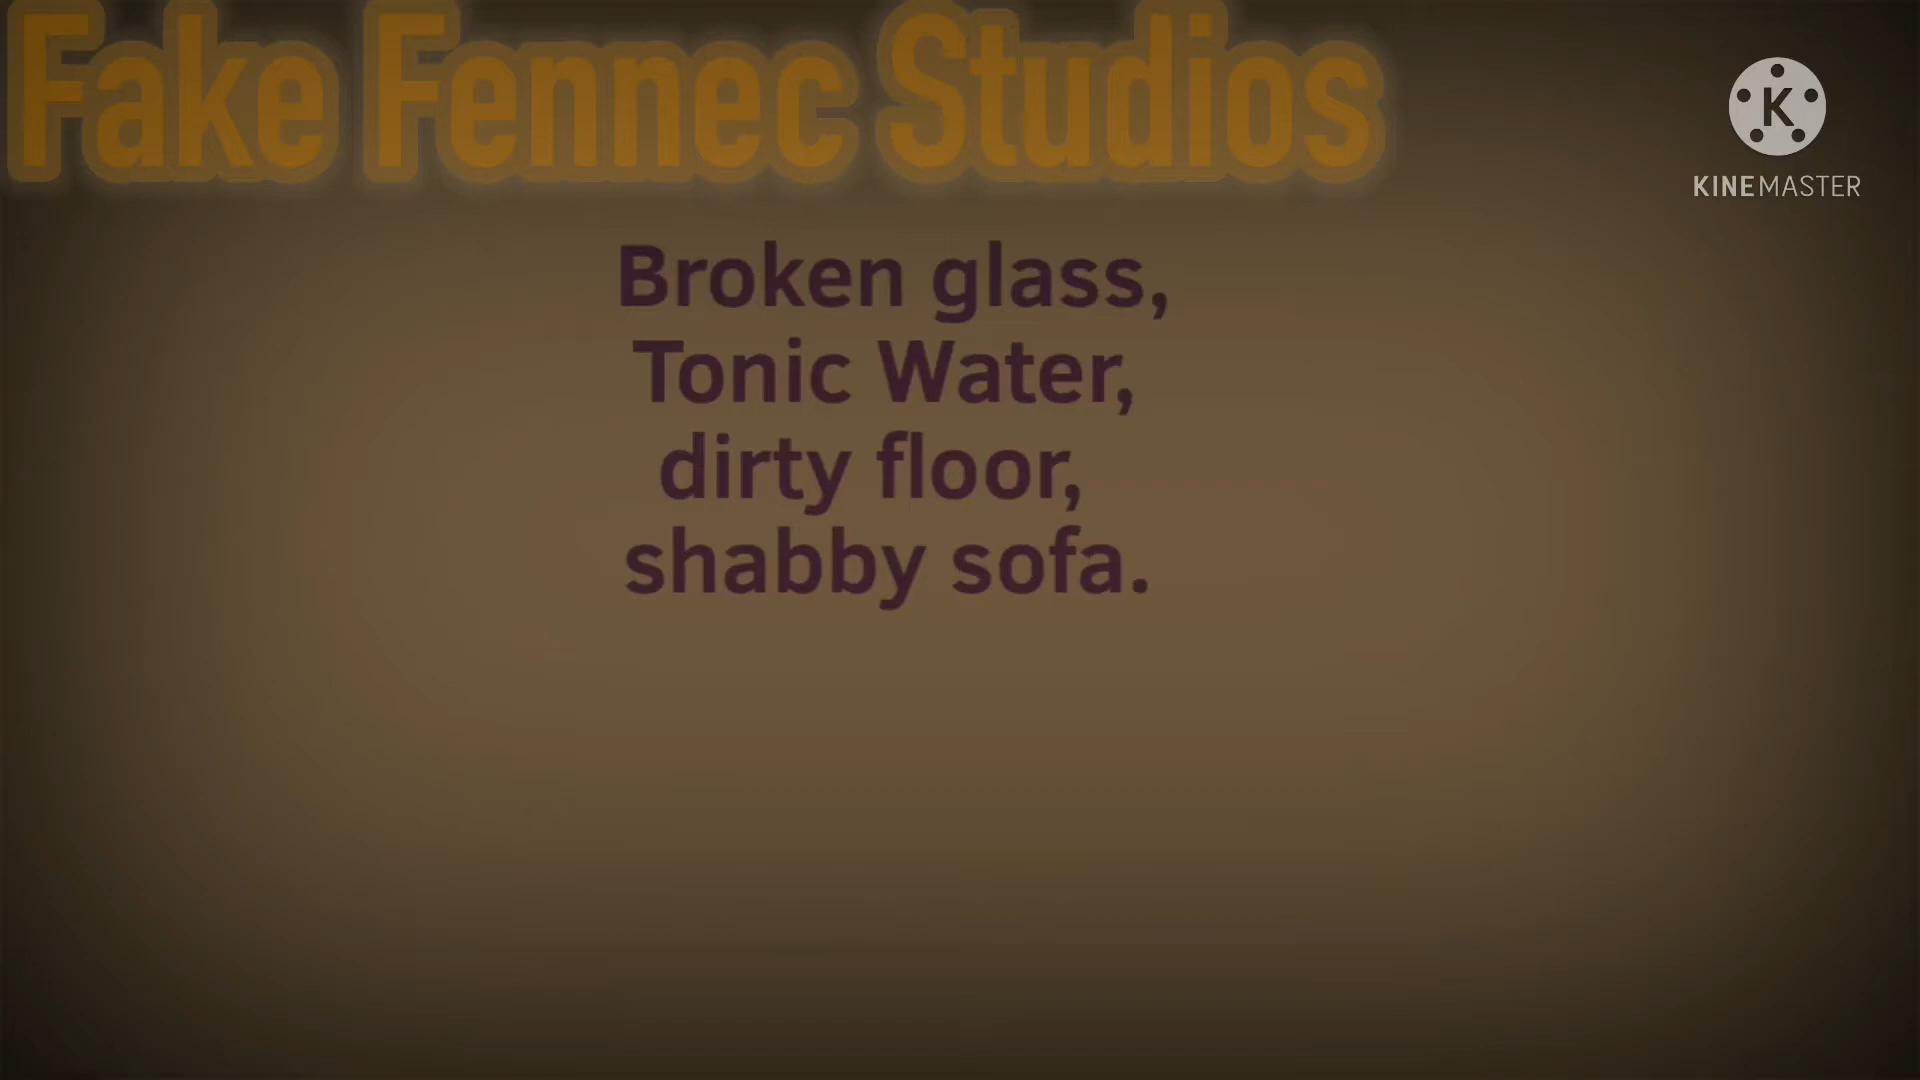 Fake Fennec Studios
K
KINEMASTER
Broken glass,
Tonic Water,
dirty floor,
shabby sofa.